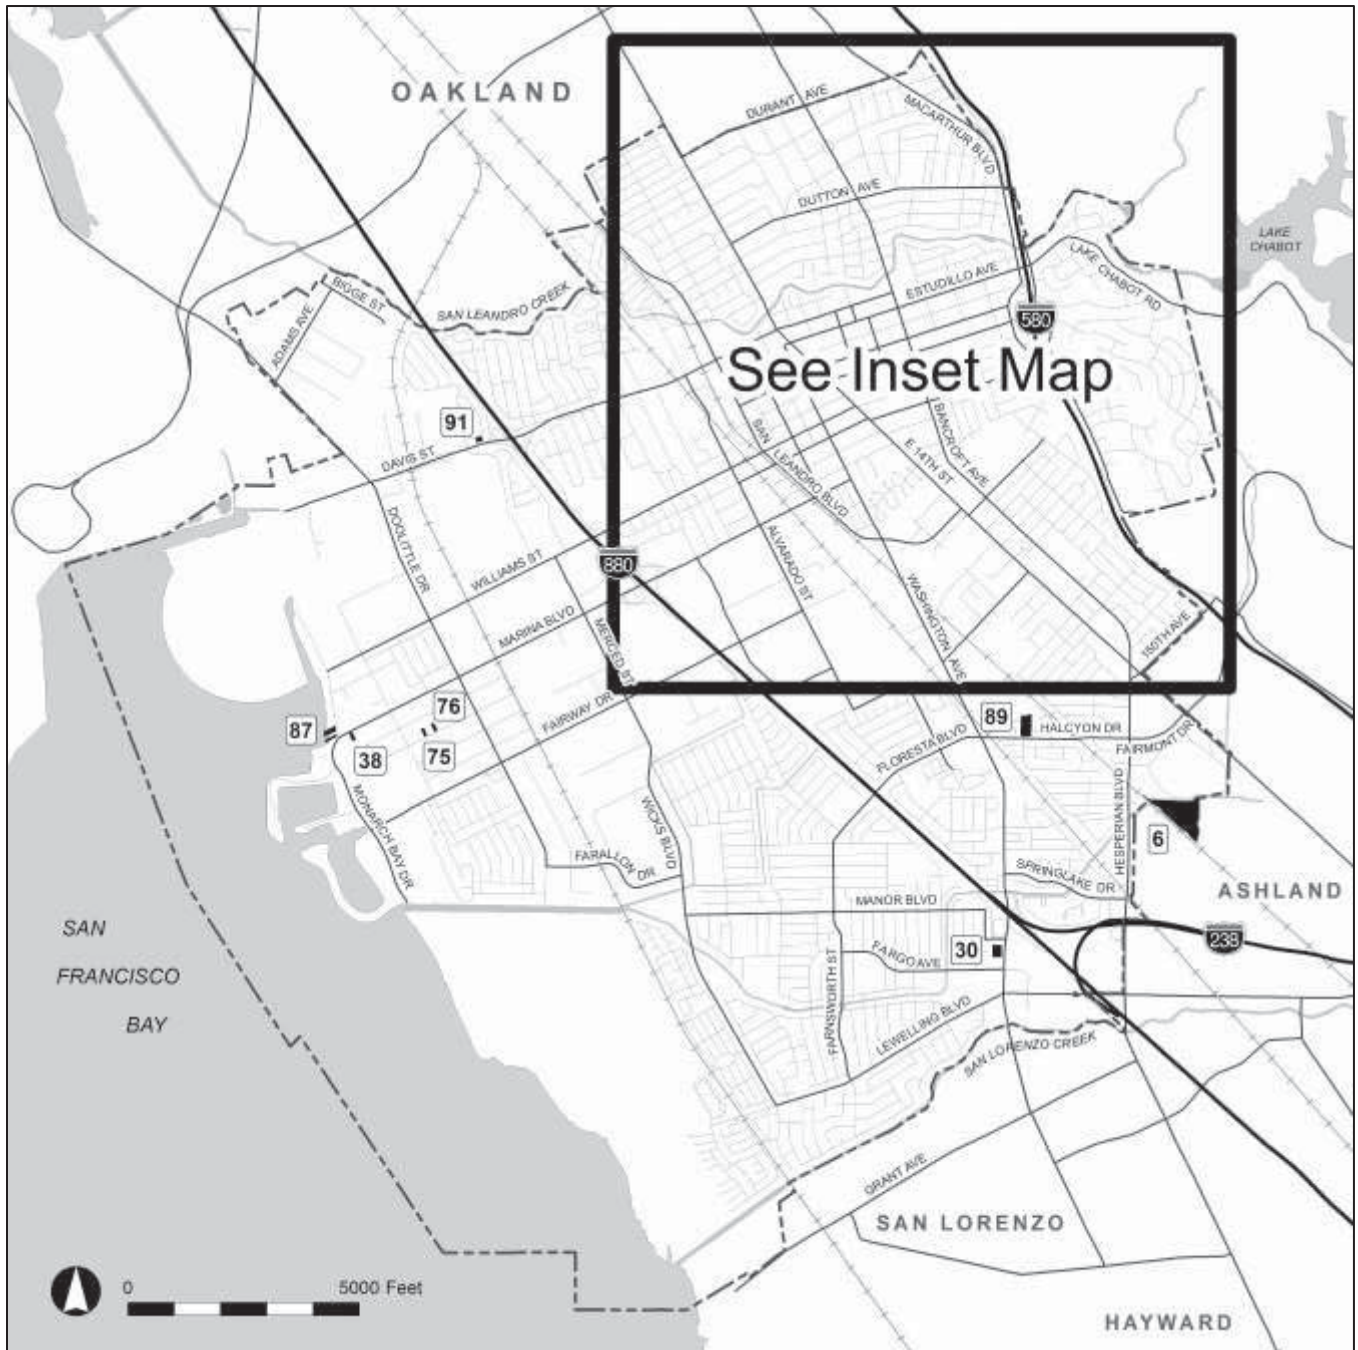 OAKLAND
DURANT AVE
MACARTHUR BLVD
DUTTON AVE
LAKE
CHABOT
LAKE CHABOT RD
ESTUDILLO AVE
BIGGE ST
SAN LEANDRO CREEK
ADAMS AVE
580
See Inset Map
91
DAVIS ST
SAN LEANDRO BLVD
BANCROFT AVE
E 14TH ST
DOOLITTLE DR
880
WILLIAMS ST
ALVARADO ST
WASHINGTON AVE
MARINA BLVD
MERCED ST
150TH AVE
76
FAIRWAY DR
87
38
75
89
HALCYON DR
FLORESTA BLVD
FAIRMONT DR
MONARCH BAY DR
WICKS BLVD
HESPERIAN BLVD
6
FARALLON DR
SPRINGLAKE DR
ASHLAND
MANOR BLVD
SAN
FRANCISCO
BAY
238
30
FARGO AVE
FARNSWORTH ST
LEWELLING BLVD
SAN LORENZO CREEK
GRANT AVE
SAN LORENZO
0 5000 Feet
HAYWARD